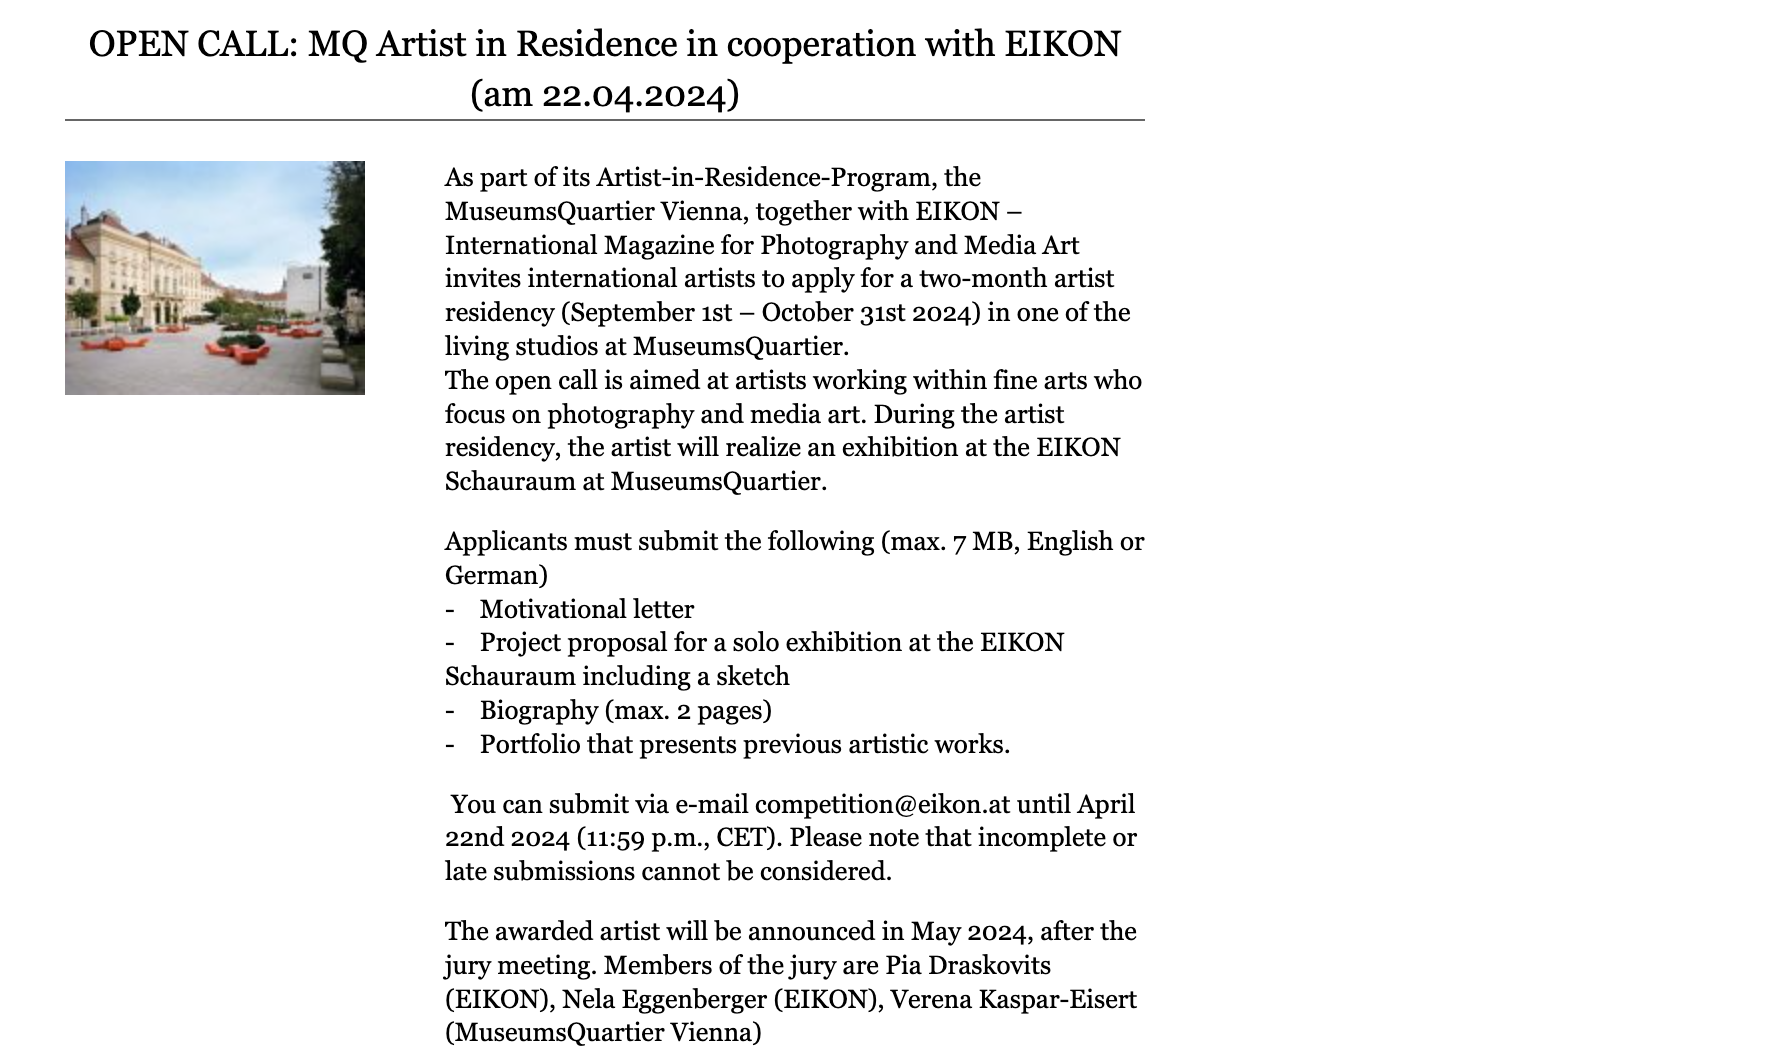 OPEN CALL: MQ Artist in Residence in cooperation with EIKON
(am 22.04.2024)
As part of its Artist-in-Residence-Program, the
MuseumsQuartier Vienna, together with EIKON –
International Magazine for Photography and Media Art
invites international artists to apply for a two-month artist
residency (September 1st – October 31st 2024) in one of the
living studios at MuseumsQuartier.
The open call is aimed at artists working within fine arts who
focus on photography and media art. During the artist
residency, the artist will realize an exhibition at the EIKON
Schauraum at MuseumsQuartier.
Applicants must submit the following (max. 7 MB, English or
German)
- Motivational letter
- Project proposal for a solo exhibition at the EIKON
Schauraum including a sketch
- Biography (max. 2 pages)
- Portfolio that presents previous artistic works.
You can submit via e-mail competition@eikon.at until April
22nd 2024 (11:59 p.m., CET). Please note that incomplete or
late submissions cannot be considered.
The awarded artist will be announced in May 2024, after the
jury meeting. Members of the jury are Pia Draskovits
(EIKON), Nela Eggenberger (EIKON), Verena Kaspar-Eisert
(MuseumsQuartier Vienna)